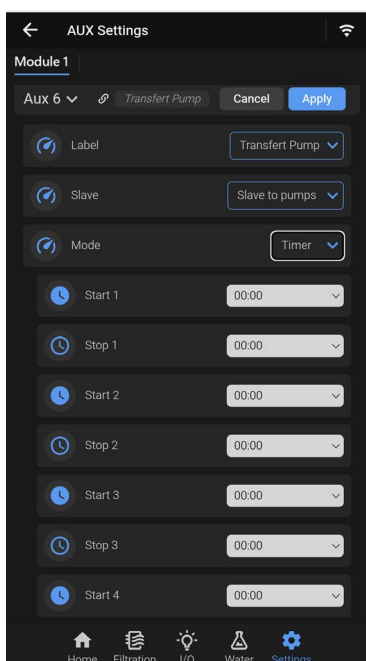 AUX Settings
Module 1
Aux 6 Transfert Pump Cancel Apply
Label Transfert Pump
Slave Slave to pumps
Mode Timer
Start 1 00:00
Stop 1 00:00
Start 2 00:00
Stop 2 00:00
Start 3 00:00
Stop 3 00:00
Start 4 00:00
Home Filtration I/O Water Settings